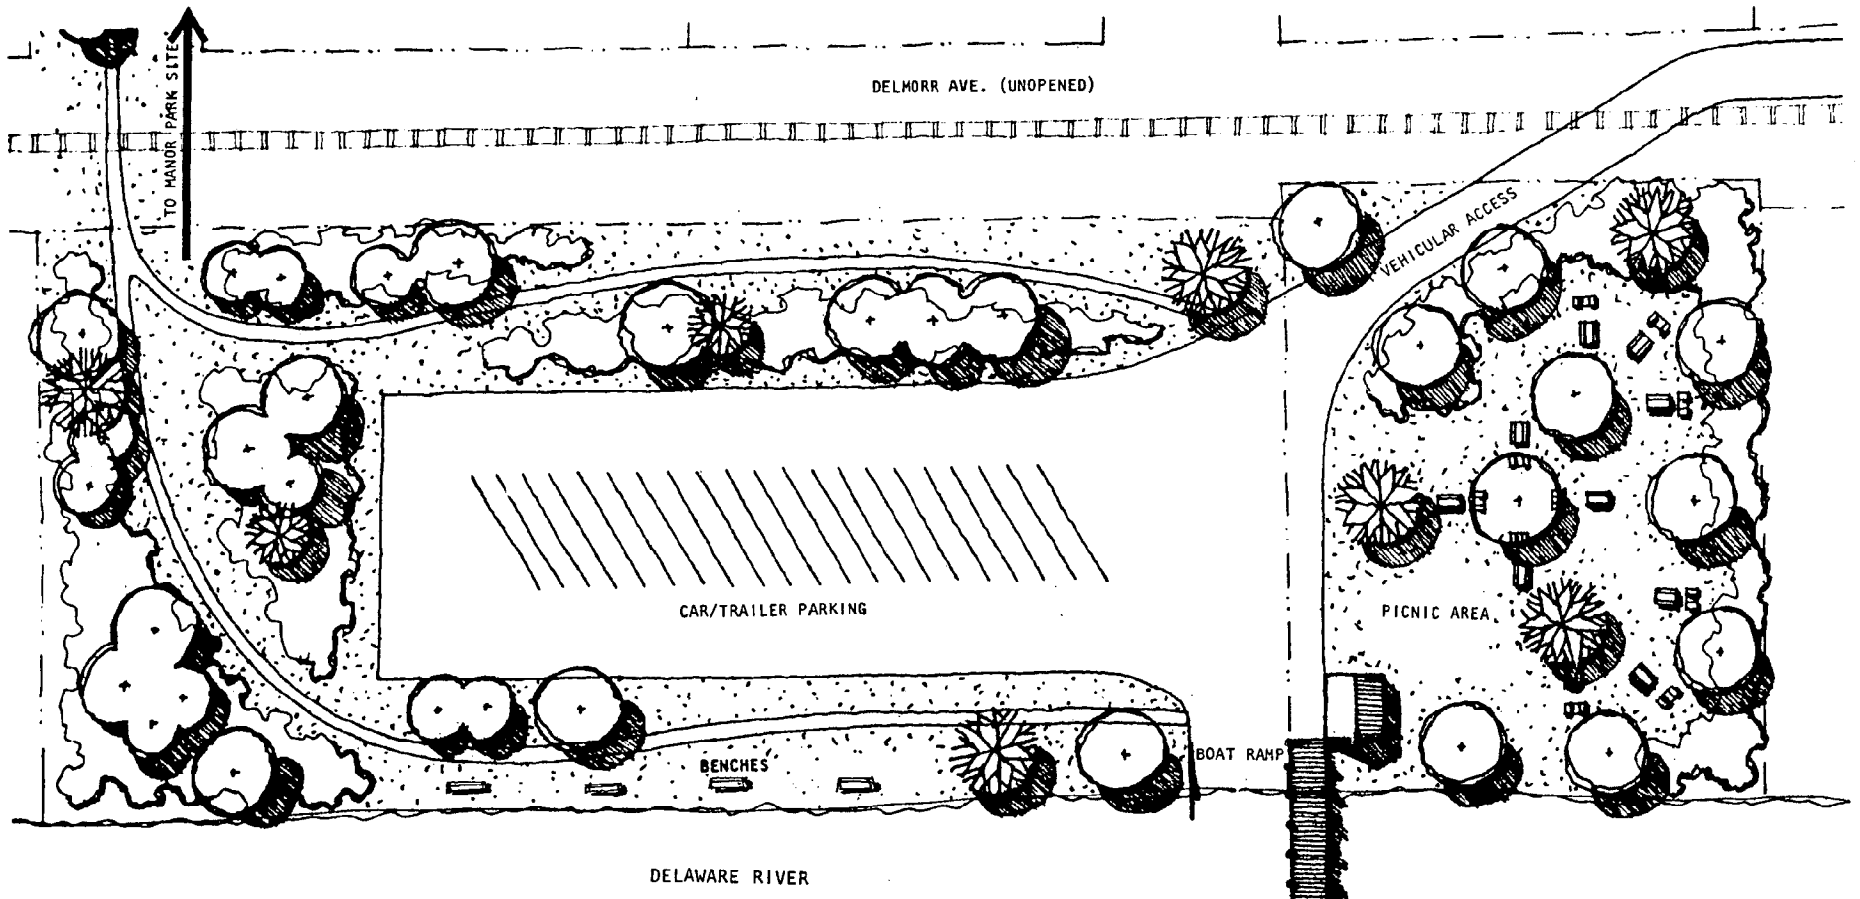 TO MANOR PARK SITE
DELMORR AVE. (UNOPENED)
VEHICULAR ACCESS
CAR/TRAILER PARKING
PICNIC AREA
BENCHES
BOAT RAMP
DELAWARE RIVER